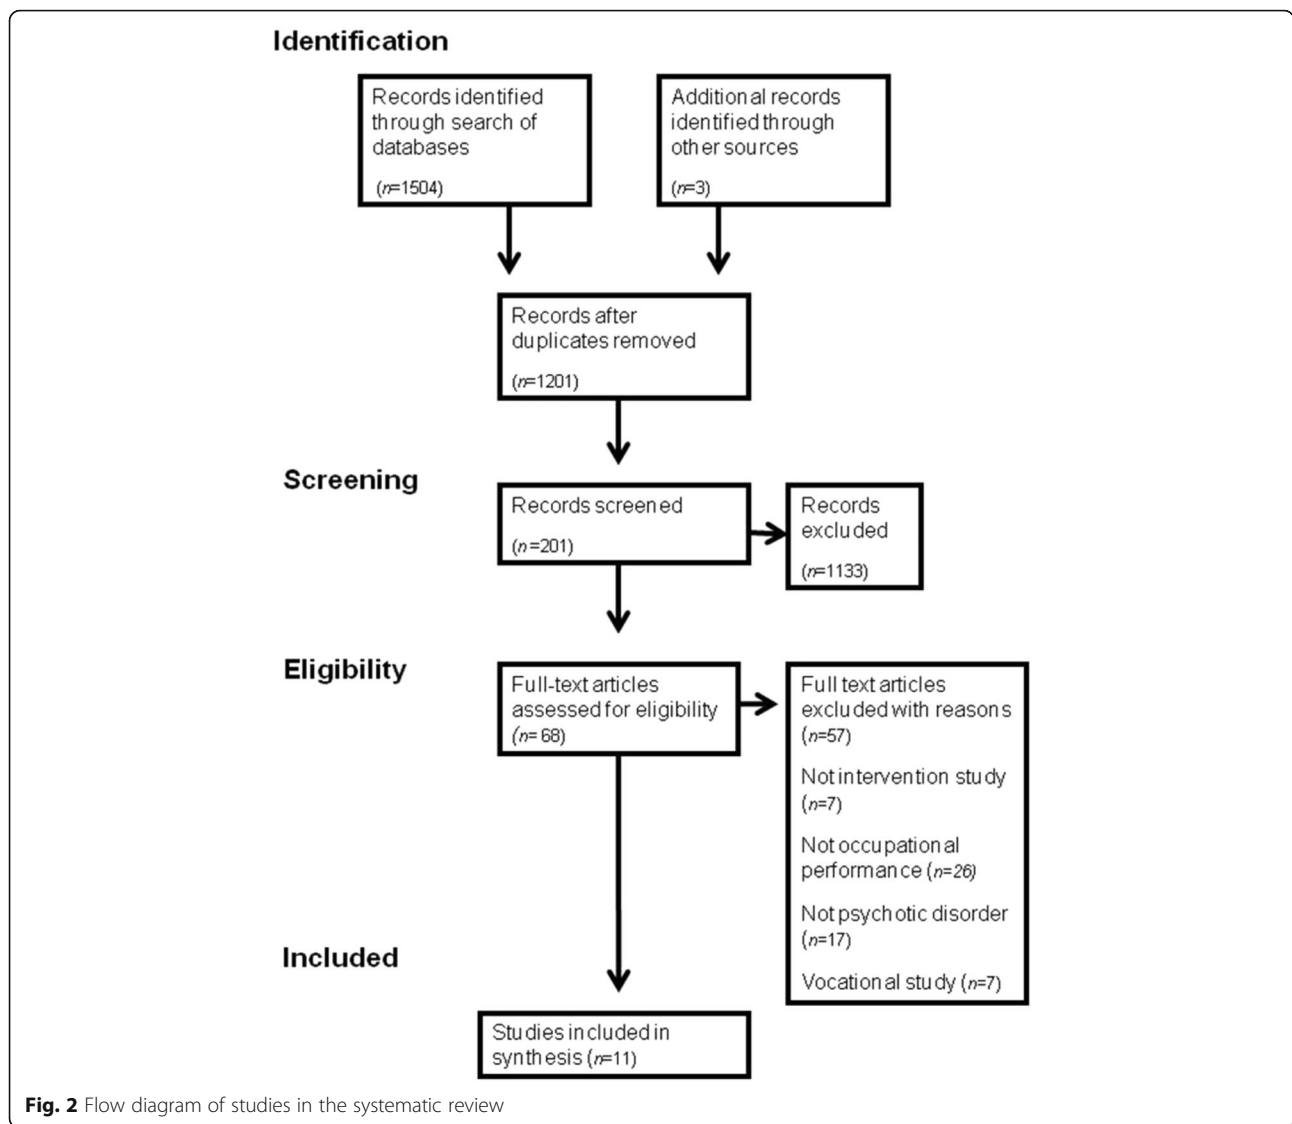 Identification
Records identified
through search of
databases
(n=1504)
Additional records
identified through
other sources
(n=3)
Records after
duplicates removed
(n=1201)
Screening
Records screened
(n=201)
Records
excluded
(n=1133)
Eligibility
Full-text articles
assessed for eligibility
(n= 68)
Full text articles
excluded with reasons
(n=57)
Not intervention study
(n=7)
Not occupational
performance (n=26)
Not psychotic disorder
(n=17)
Vocational study (n=7)
Included
Studies included in
synthesis (n=11)
Fig. 2 Flow diagram of studies in the systematic review